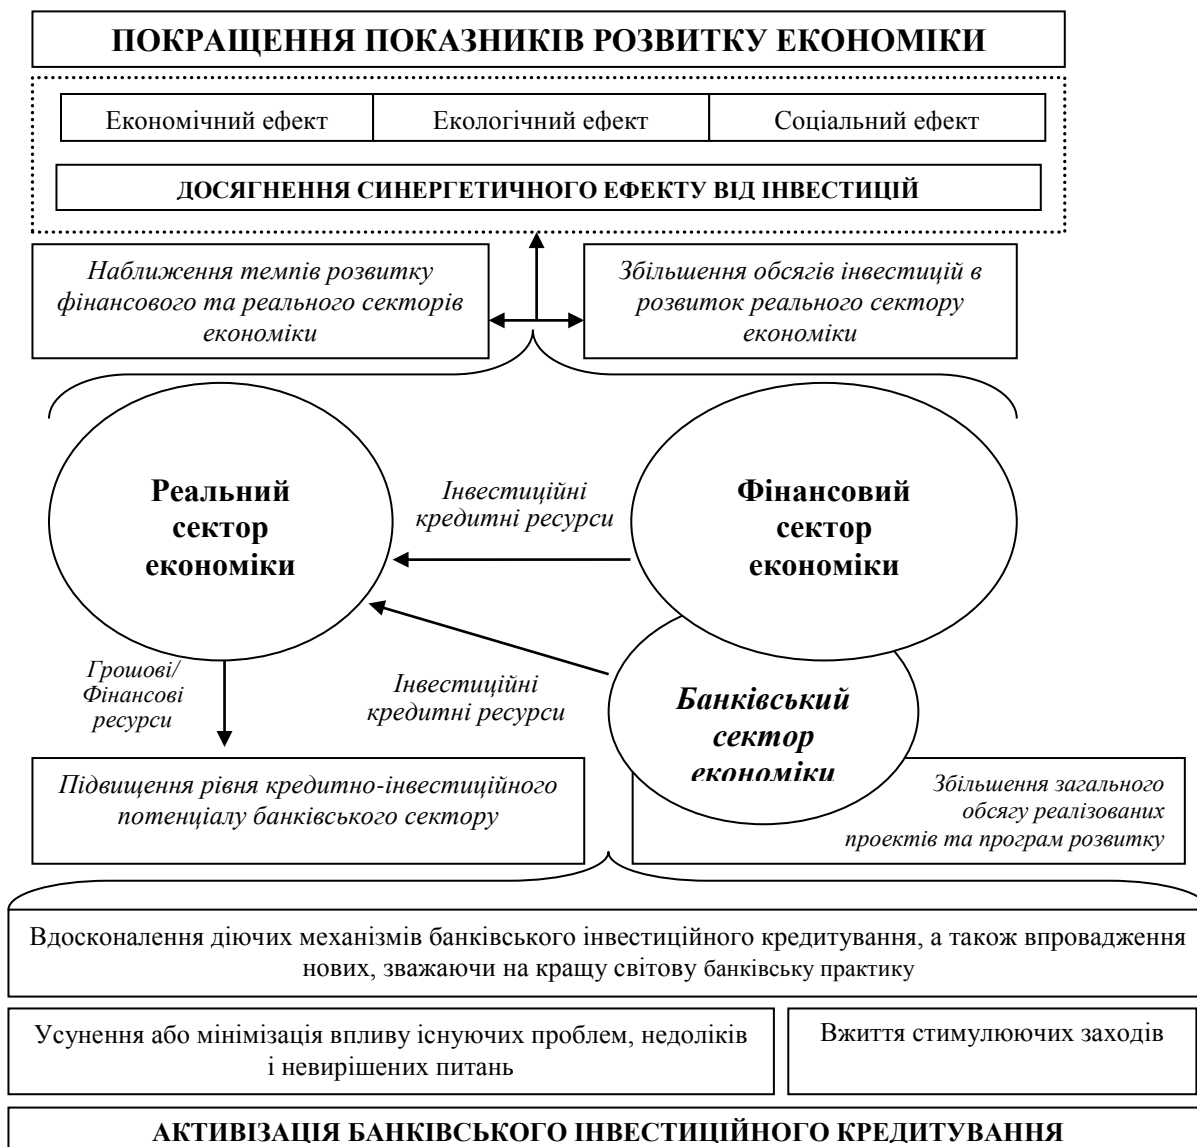 ПОКРАЩЕННЯ ПОКАЗНИКІВ РОЗВИТКУ ЕКОНОМІКИ
Економічний ефект
Екологічний ефект
Соціальний ефект
ДОСЯГНЕННЯ СИНЕРГЕТИЧНОГО ЕФЕКТУ ВІД ІНВЕСТИЦІЙ
Наближення темпів розвитку
фінансового та реального секторів
економіки
Збільшення обсягів інвестицій в
розвиток реального сектору
економіки
Реальний
сектор
економіки
Інвестиційні
кредитні ресурси
Фінансовий
сектор
економіки
Грошові/
Фінансові
ресурси
Інвестиційні
кредитні ресурси
Банківський
сектор
економіки
Підвищення рівня кредитно-інвестиційного
потенціалу банківського сектору
Збільшення загального
обсягу реалізованих
проектів та програм розвитку
Вдосконалення діючих механізмів банківського інвестиційного кредитування, а також впровадження
нових, зважаючи на кращу світову банківську практику
Усунення або мінімізація впливу існуючих проблем, недоліків
і невирішених питань
Вжиття стимулюючих заходів
АКТИВІЗАЦІЯ БАНКІВСЬКОГО ІНВЕСТИЦІЙНОГО КРЕДИТУВАННЯ